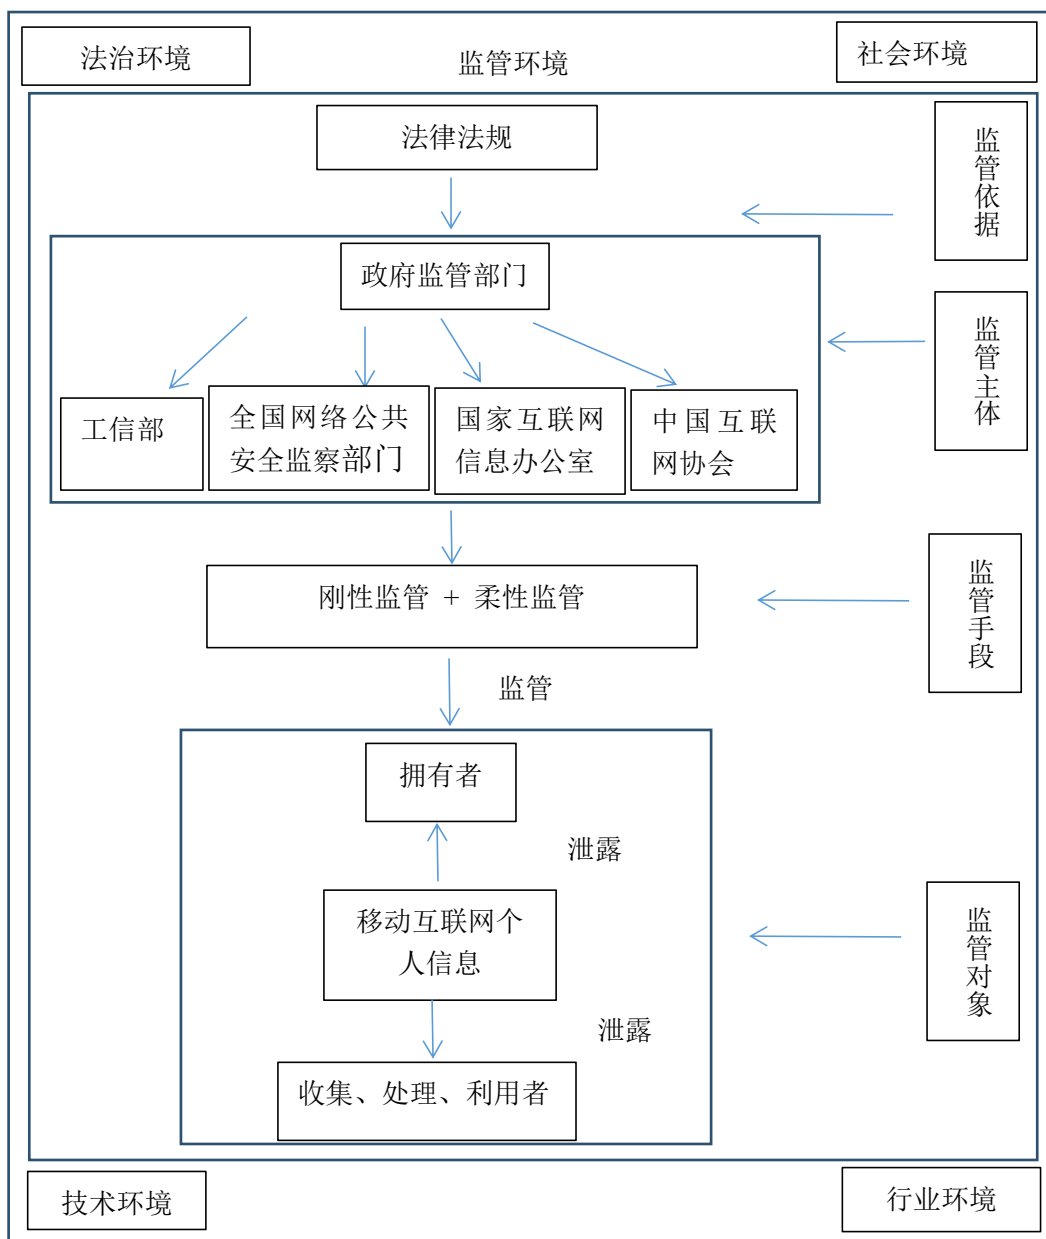 法治环境
监管环境
社会环境
法律法规
监管依据
政府监管部门
监管主体
工信部
全国网络公共
安全监察部门
国家互联网
信息办公室
中国互联
网协会
刚性监管 + 柔性监管
监管手段
监管
拥有者
泄露
移动互联网个
人信息
监管对象
泄露
收集、处理、利用者
技术环境
行业环境